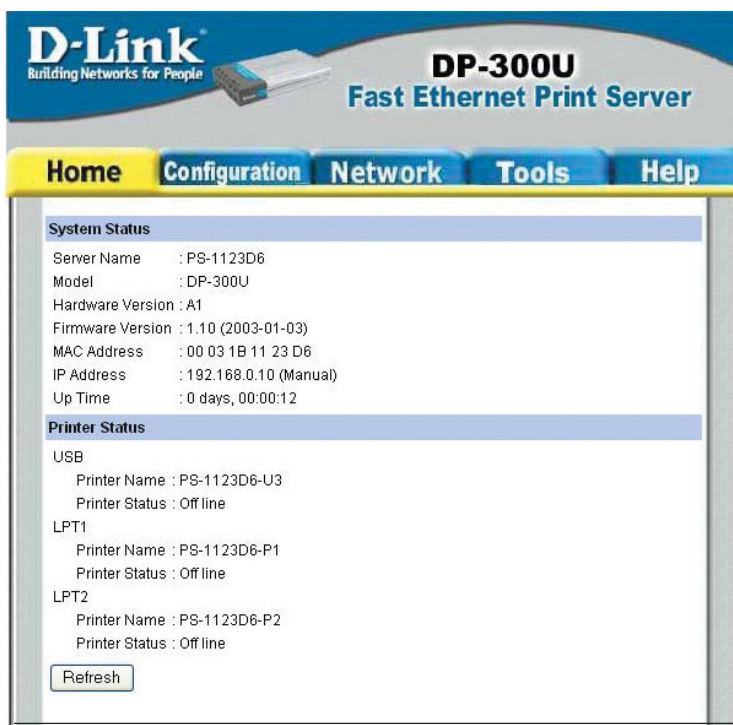 D-Link
Building Networks for People
DP-300U
Fast Ethernet Print Server
Home Configuration Network Tools Help
System Status
Server Name : PS-1123D6
Model : DP-300U
Hardware Version : A1
Firmware Version : 1.10 (2003-01-03)
MAC Address : 00 03 1B 11 23 D6
IP Address : 192.168.0.10 (Manual)
Up Time : 0 days, 00:00:12
Printer Status
USB
Printer Name : PS-1123D6-U3
Printer Status : Off line
LPT1
Printer Name : PS-1123D6-P1
Printer Status : Off line
LPT2
Printer Name : PS-1123D6-P2
Printer Status : Off line
Refresh